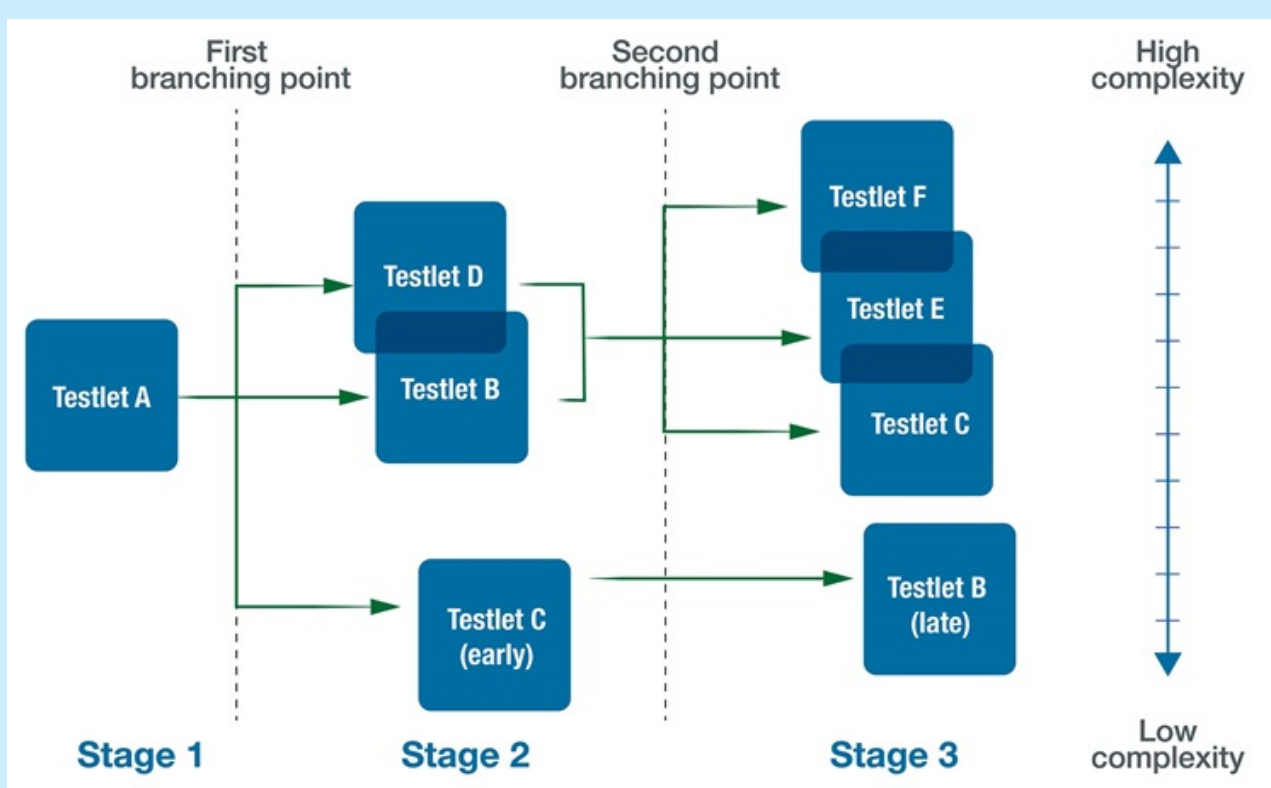 First
branching point
Second
branching point
High
complexity
Testlet F
Testlet D
Testlet E
Testlet A
Testlet B
Testlet C
Testlet C
(early)
Testlet B
(late)
Stage 1
Stage 2
Stage 3
Low
complexity